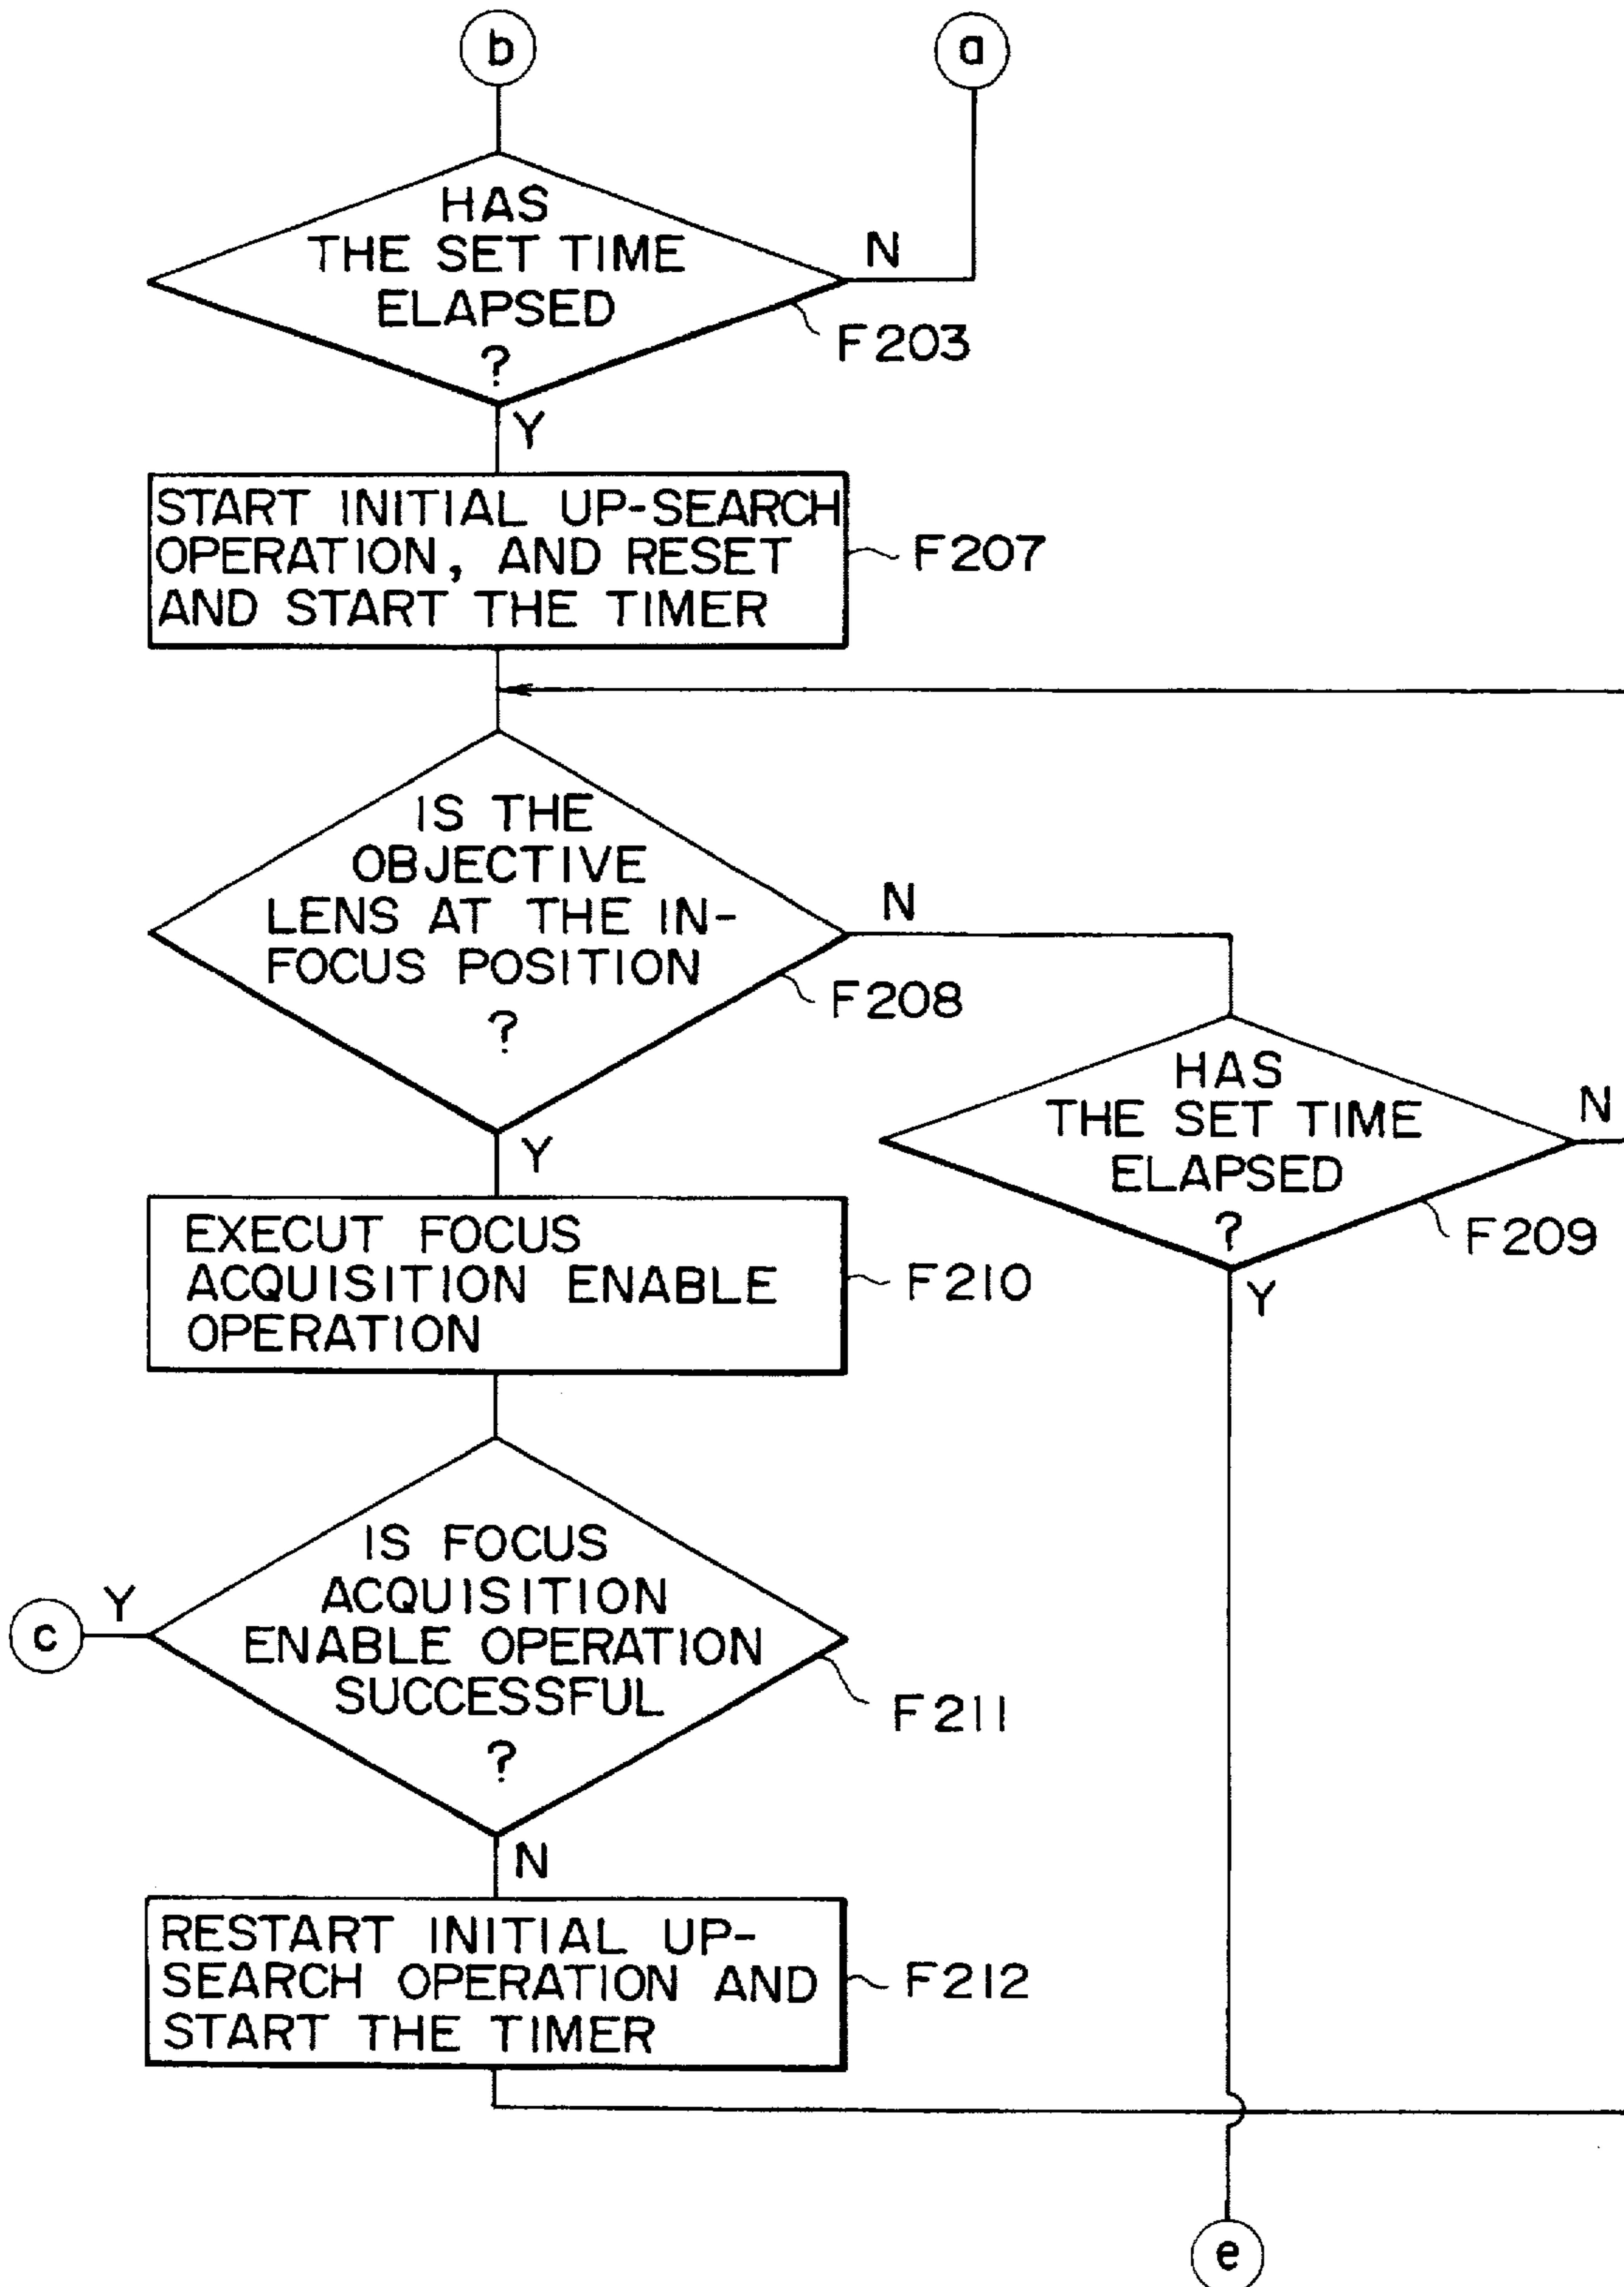 b
a
HAS
THE SET TIME
ELAPSED
?
N
F203
Y
START INITIAL UP-SEARCH
OPERATION, AND RESET
AND START THE TIMER
F207
IS THE
OBJECTIVE
LENS AT THE IN-
FOCUS POSITION
?
N
F208
Y
HAS
THE SET TIME
ELAPSED
?
N
F209
Y
EXECUT FOCUS
ACQUISITION ENABLE
OPERATION
F210
IS FOCUS
ACQUISITION
ENABLE OPERATION
SUCCESSFUL
?
Y
c
F211
N
RESTART INITIAL UP-
SEARCH OPERATION AND
START THE TIMER
F212
e